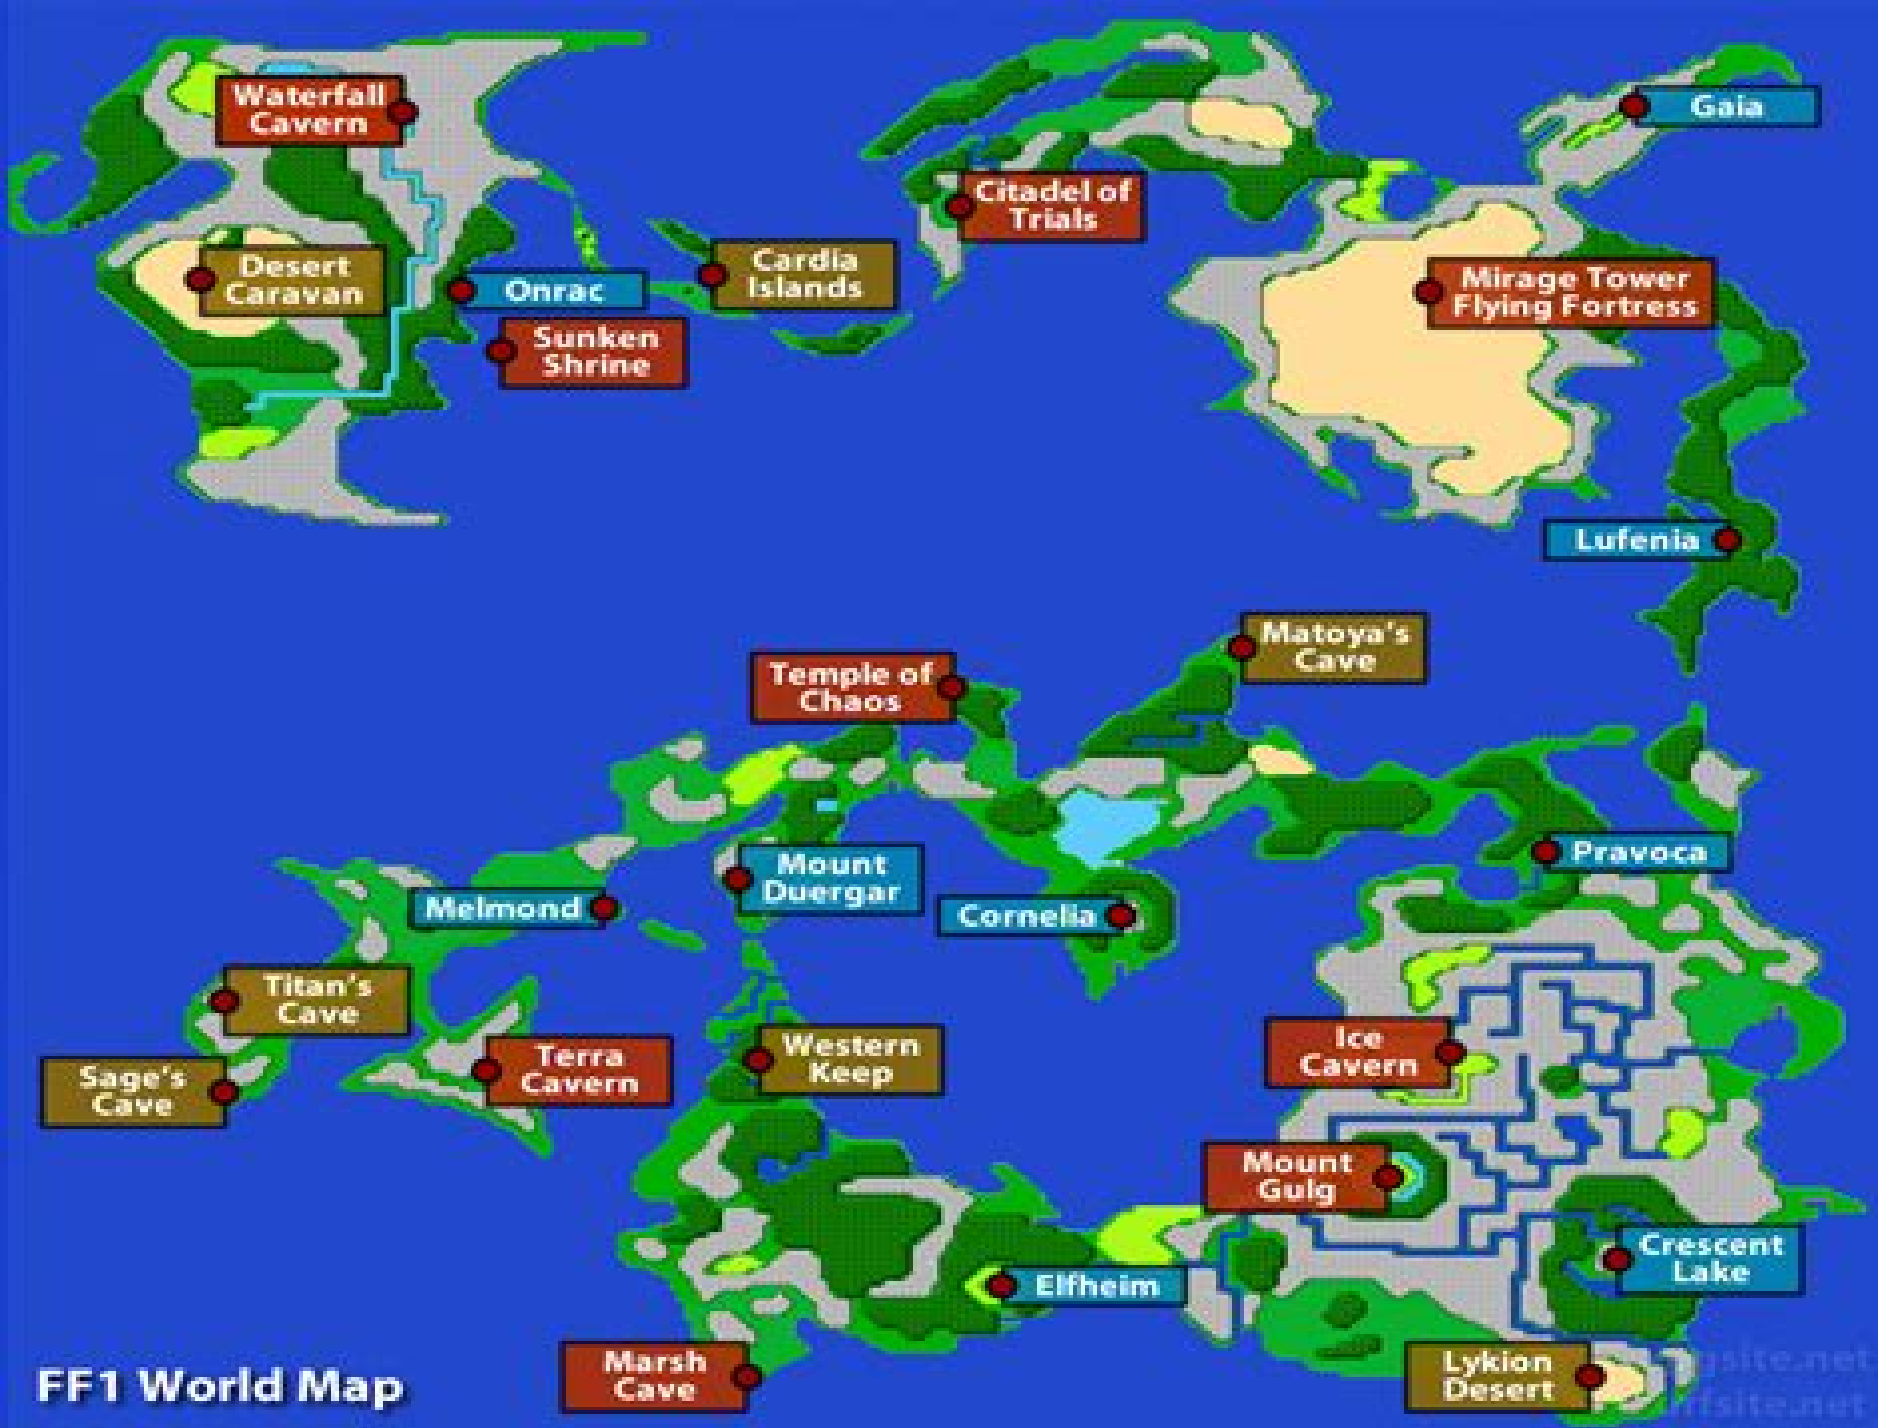 Waterfall
Cavern
Gaia
Citadel of
Trials
Desert
Caravan
Onrac
Cardia
Islands
Mirage Tower
Flying Fortress
Sunken
Shrine
Lufenia
Matoya's
Cave
Temple of
Chaos
Mount
Duergar
Pravoca
Melmond
Cornelia
Titan's
Cave
Sage's
Cave
Terra
Cavern
Western
Keep
Ice
Cavern
Mount
Gulg
Elfheim
Crescent
Lake
Marsh
Cave
Lykion
Desert
FF1 World Map